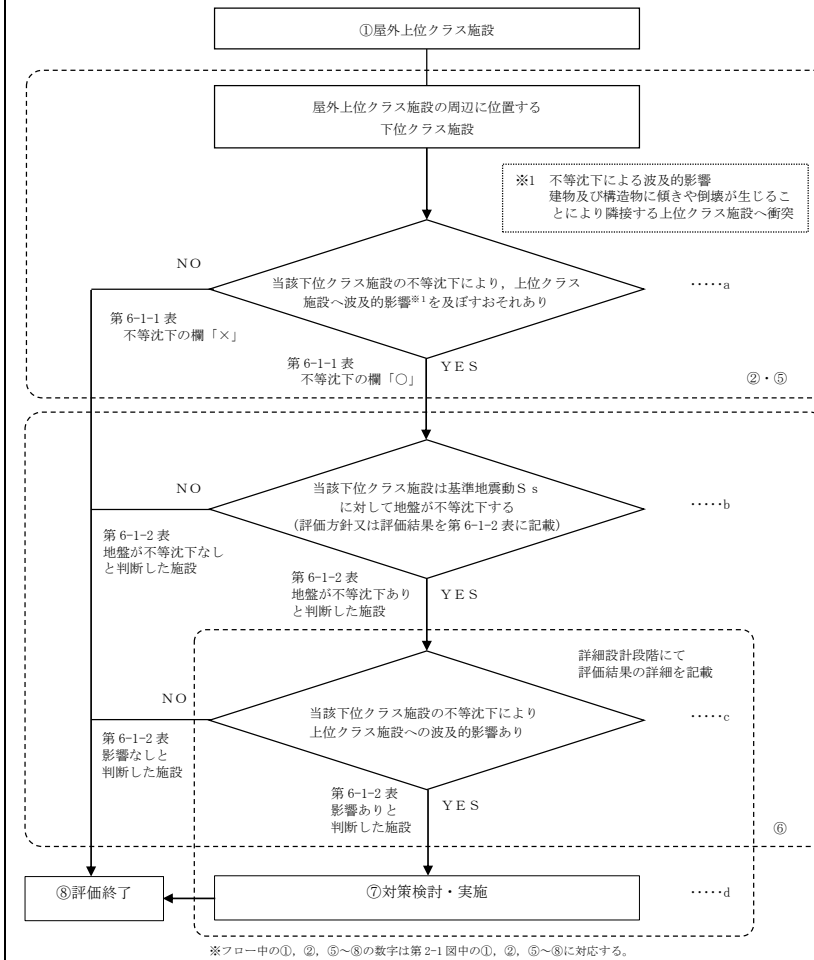 ①屋外上位クラス施設
屋外上位クラス施設の周辺に位置する
下位クラス施設
※1 不等沈下による波及的影響
建物及び構造物に傾きや倒壊が生じるこ
とにより隣接する上位クラス施設へ衝突
NO
当該下位クラス施設の不等沈下により，上位クラス
施設へ波及的影響※1を及ぼすおそれあり
‥‥‥a
第 6-1-1 表
不等沈下の欄「×」
第 6-1-1 表
不等沈下の欄「○」
YES
②・⑤
NO
当該下位クラス施設は基準地震動Ｓｓ
に対して地盤が不等沈下する
(評価方針又は評価結果を第 6-1-2 表に記載)
‥‥‥b
第 6-1-2 表
地盤が不等沈下なし
と判断した施設
第 6-1-2 表
地盤が不等沈下あり
と判断した施設
YES
詳細設計段階にて
評価結果の詳細を記載
NO
当該下位クラス施設の不等沈下により
上位クラス施設への波及的影響あり
‥‥‥c
第 6-1-2 表
影響なしと
判断した施設
第 6-1-2 表
影響ありと
判断した施設
YES
⑥
⑧評価終了
⑦対策検討・実施
‥‥‥d
※フロー中の①，②，⑤～⑧の数字は第 2-1 図中の①，②，⑤～⑧に対応する。